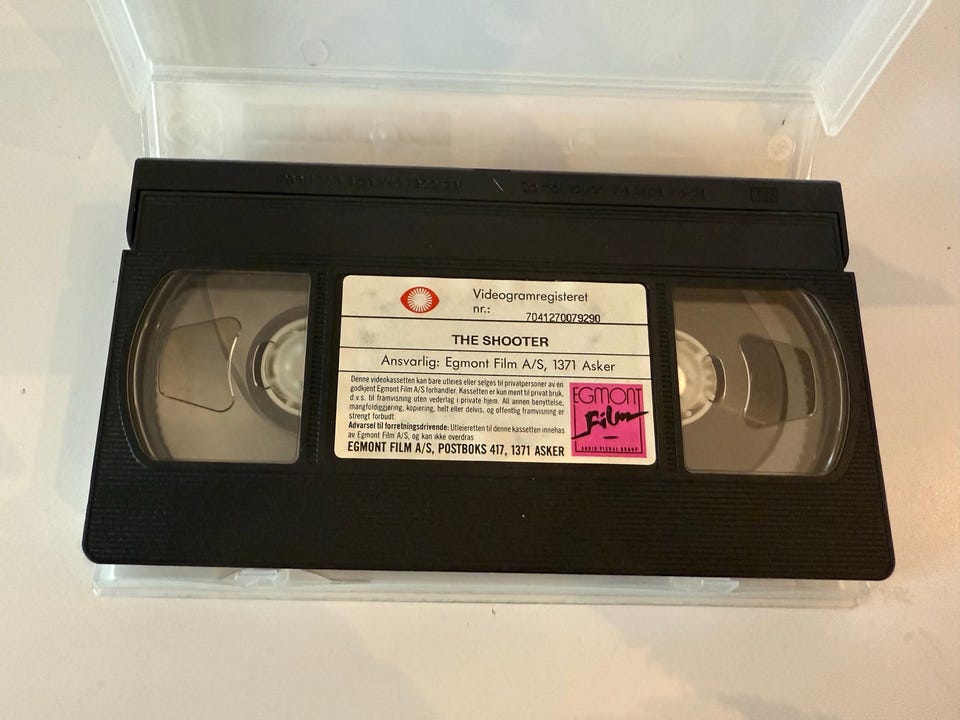 Videogramregisteret
nr.: 7041270079290
THE SHOOTER
Ansvarlig: Egmont Film A/S, 1371 Asker
Denne videokassetten kan bare utleies eller selges til privatpersoner av en
godkjent Egmont Film A/S forhandler. Kassetten er kun ment til privat bruk,
d.v.s. til framvisning uten vederlag i private hjem. All annen benyttelse,
mangfoldiggjøring, kopiering, helt eller delvis, og offentlig framvisning er
strengt forbudt.
Advarsel til forretningsdrivende: Utleieretten til denne kassetten innehas
av Egmont Film A/S, og kan ikke overdras
EGMONT FILM A/S, POSTBOKS 417, 1371 ASKER
EGMONT
Film